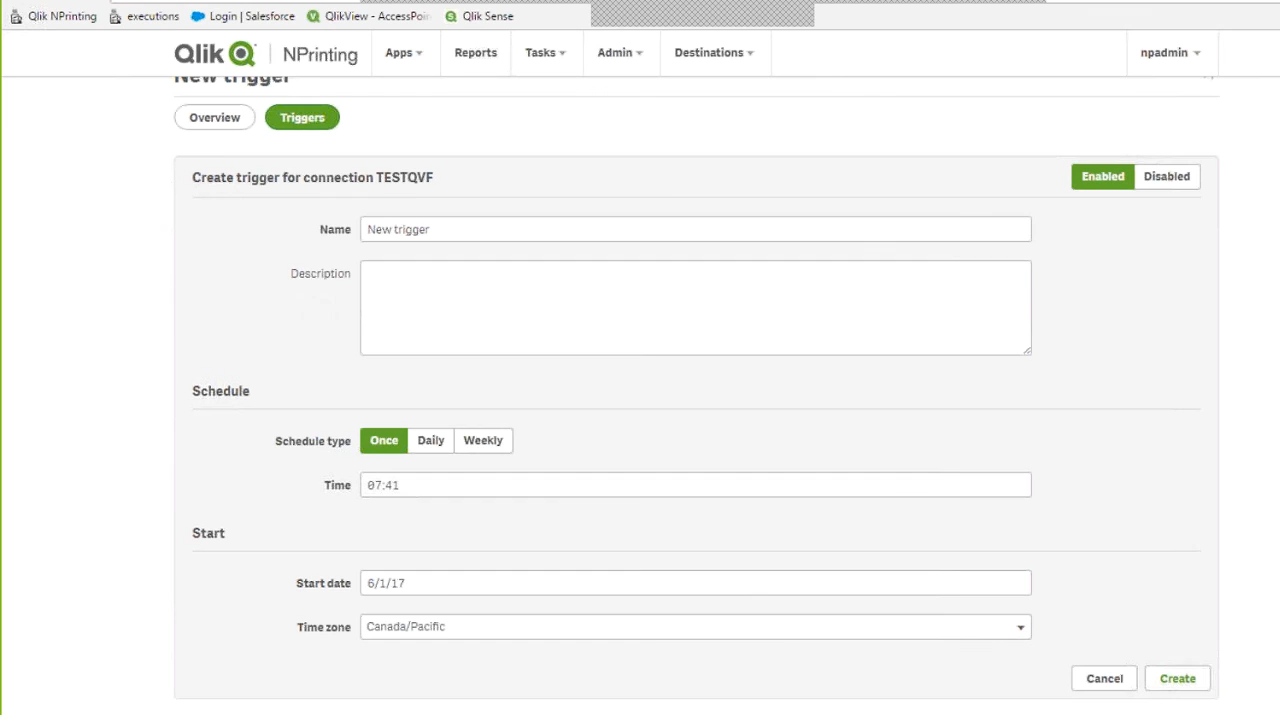 Qlik NPrinting executions Login | Salesforce QlikView - AccessPoin Qlik Sense
Qlik NPrinting Apps Reports Tasks Admin Destinations npadmin
New trigger
Overview Triggers
Create trigger for connection TESTQVF Enabled Disabled
Name New trigger
Description
Schedule
Schedule type Once Daily Weekly
Time 07:41
Start
Start date 6/1/17
Time zone Canada/Pacific
Cancel Create